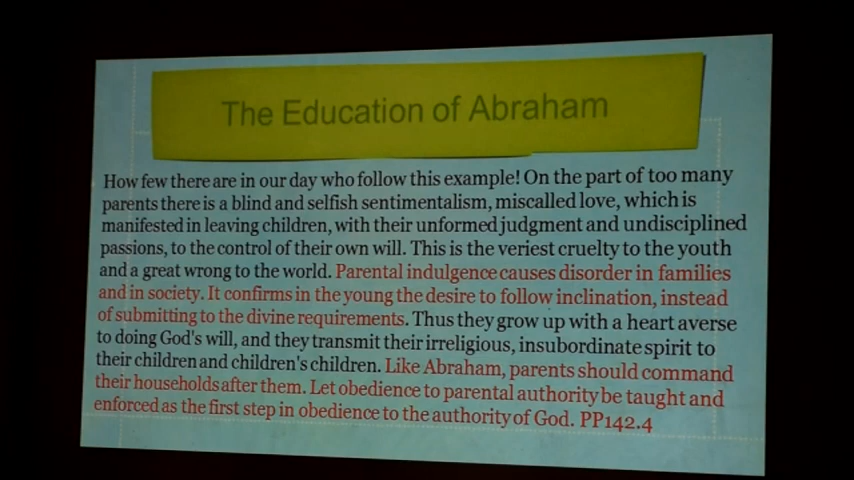 The Education of Abraham
How few there are in our day who follow this example! On the part of too many
parents there is a blind and selfish sentimentalism, miscalled love, which is
manifested in leaving children, with their unformed judgment and undisciplined
passions, to the control of their own will. This is the veriest cruelty to the youth
and a great wrong to the world. Parental indulgence causes disorder in families
and in society. It confirms in the young the desire to follow inclination, instead
of submitting to the divine requirements. Thus they grow up with a heart averse
to doing God's will, and they transmit their irreligious, insubordinate spirit to
their children and children's children. Like Abraham, parents should command
their households after them. Let obedience to parental authority be taught and
enforced as the first step in obedience to the authority of God. PP142.4